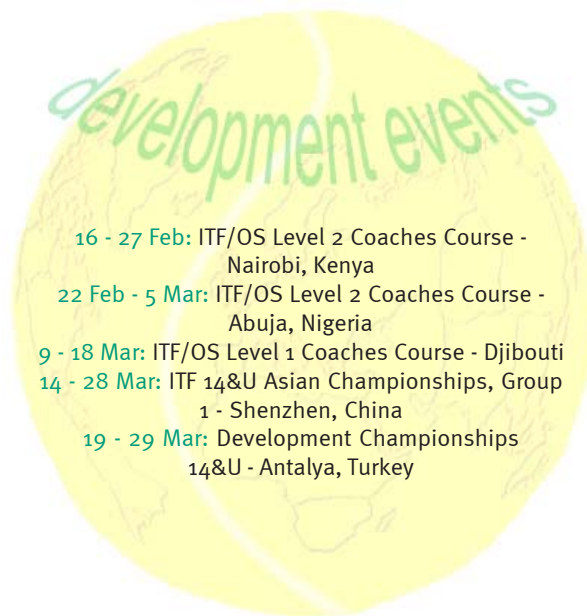 development events
16 - 27 Feb: ITF/OS Level 2 Coaches Course -
Nairobi, Kenya
22 Feb - 5 Mar: ITF/OS Level 2 Coaches Course -
Abuja, Nigeria
9 - 18 Mar: ITF/OS Level 1 Coaches Course - Djibouti
14 - 28 Mar: ITF 14&U Asian Championships, Group
1 - Shenzhen, China
19 - 29 Mar: Development Championships
14&U - Antalya, Turkey